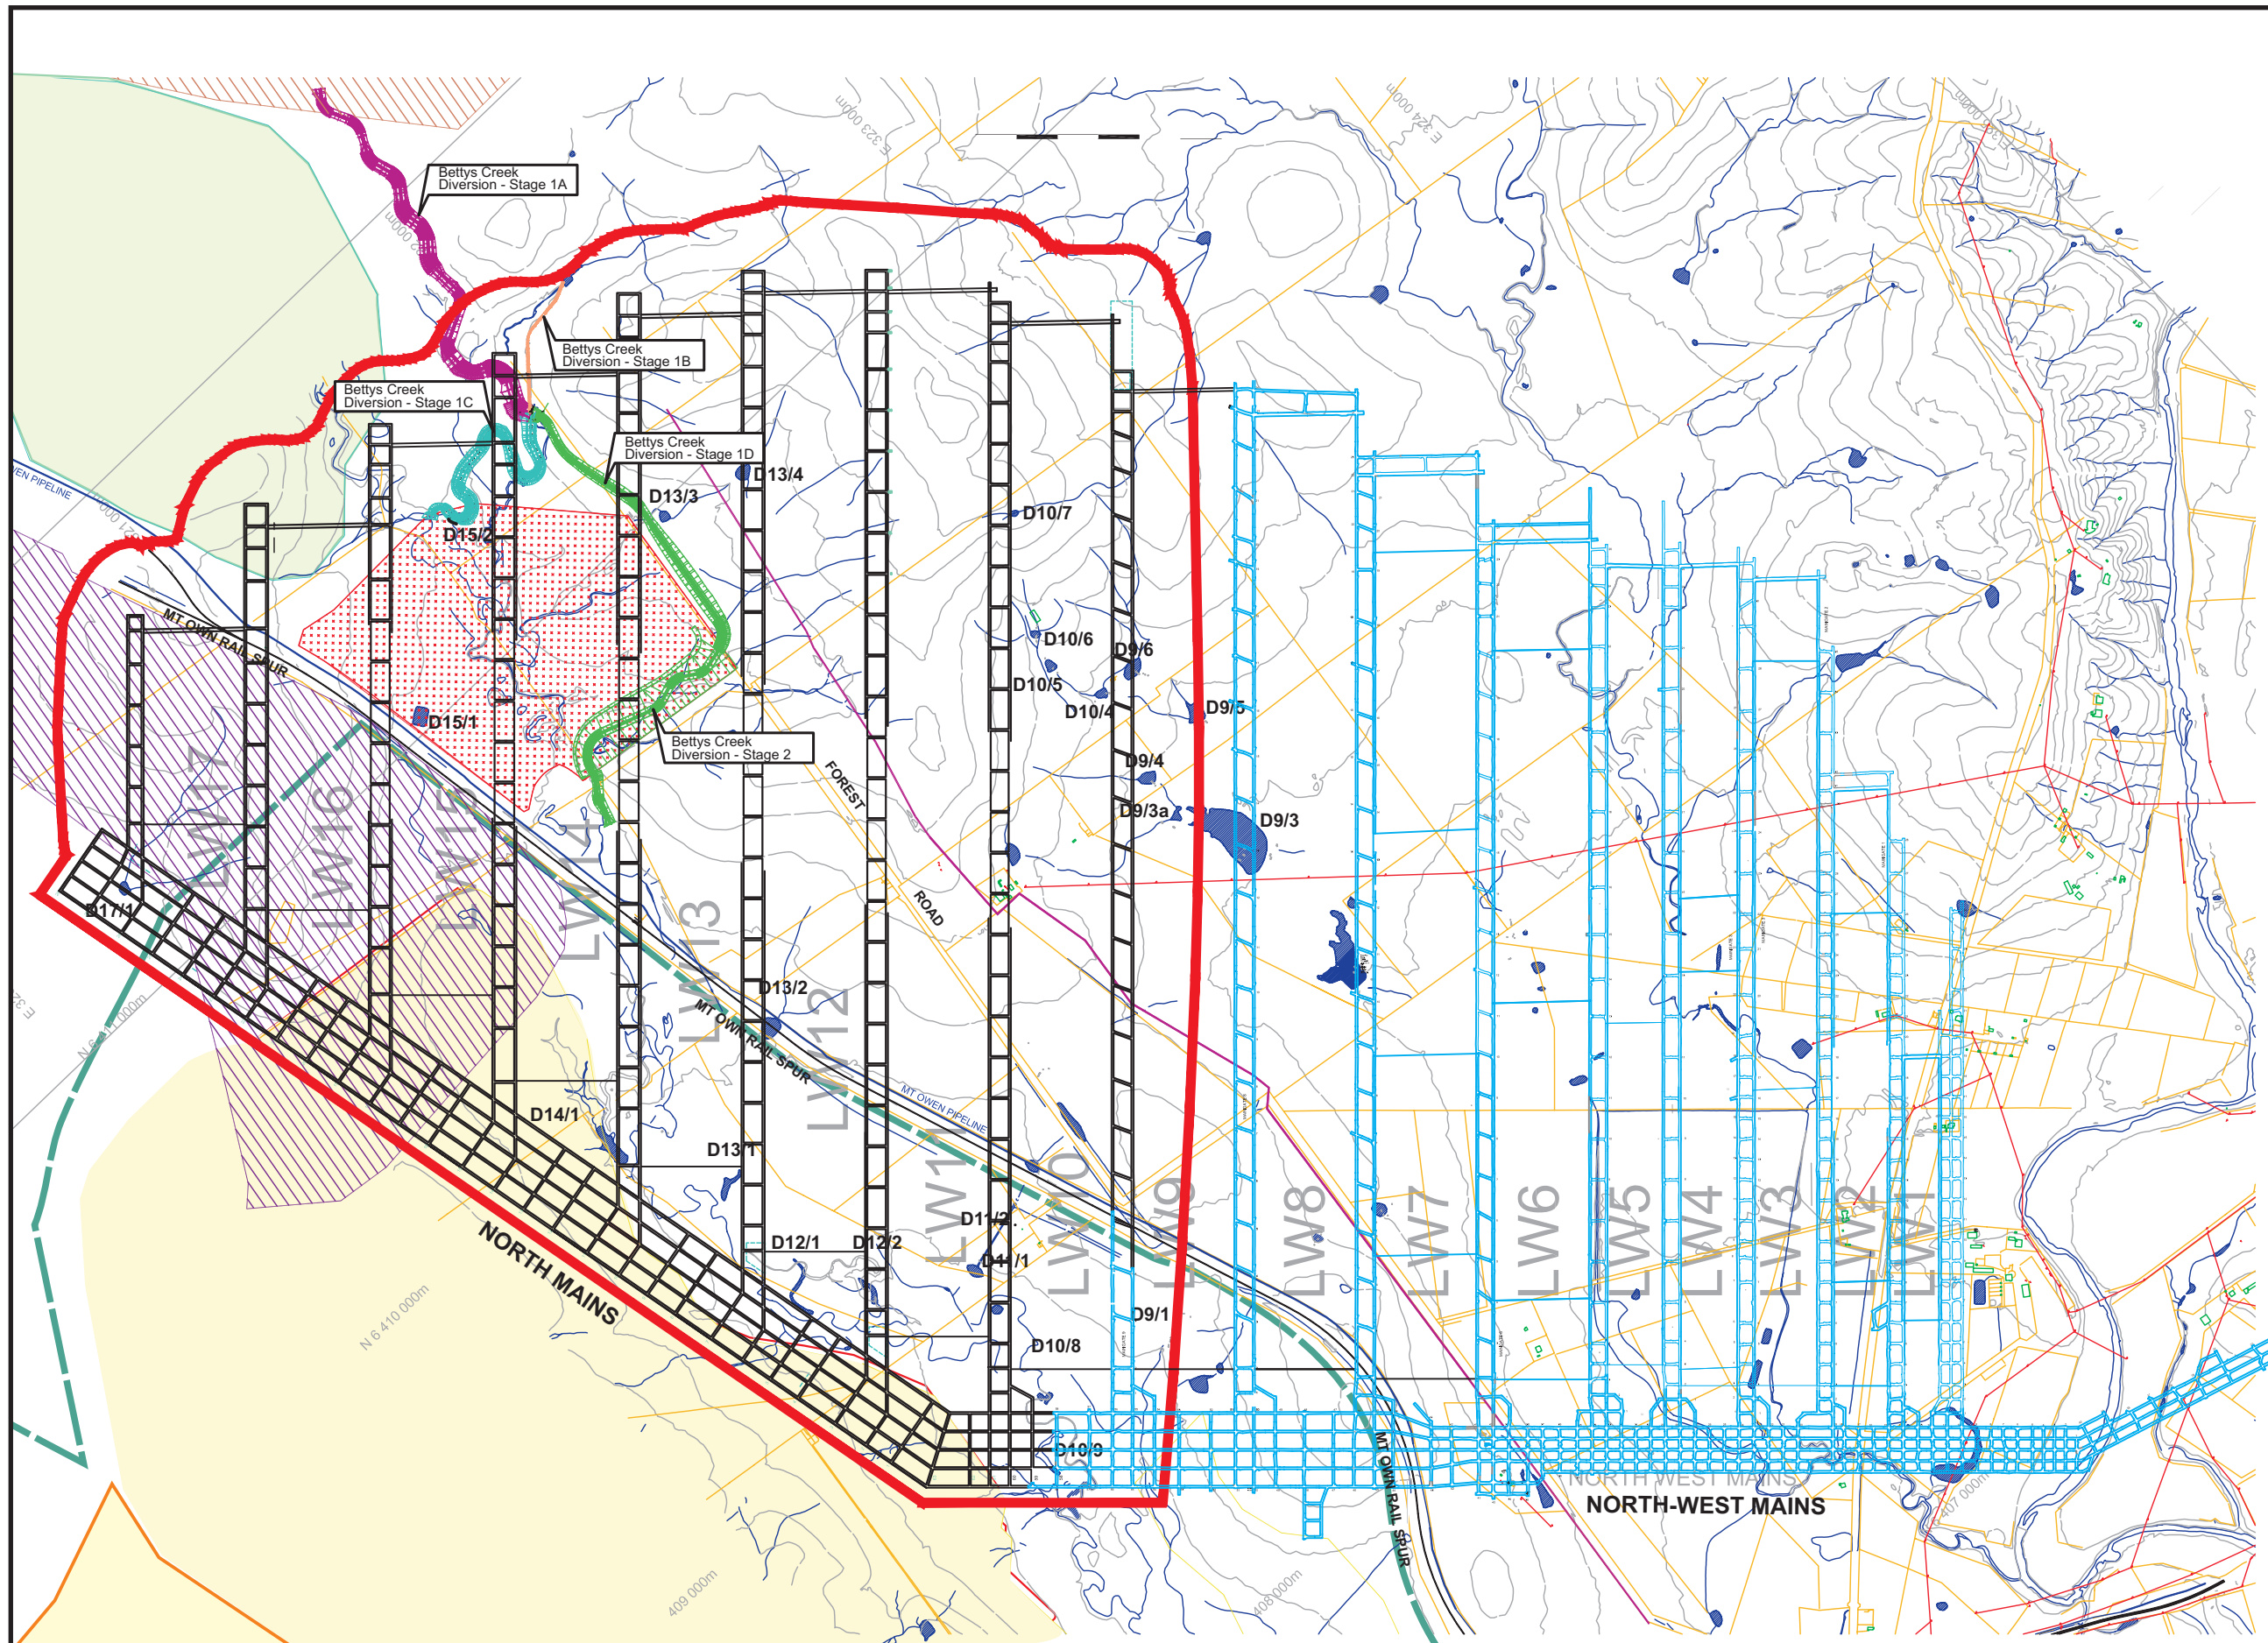 E 323 000m
E 324 000m
Bettys Creek
Diversion - Stage 1A
Bettys Creek
Diversion - Stage 1B
Bettys Creek
Diversion - Stage 1C
Bettys Creek
Diversion - Stage 1D
D13/4
D13/3
D10/7
D15/2
MT OWN RAIL SPUR
D10/6
D9/6
D10/5
D10/4
D9/5
D15/1
Bettys Creek
Diversion - Stage 2
FOREST
ROAD
D9/4
D9/3a
D9/3
LW17
LW16
LW15
LW14
LW13
LW12
LW11
LW10
LW9
LW8
LW7
LW6
LW5
LW4
LW3
LW2
LW1
D17/1
D13/2
MT OWN RAIL SPUR
MT OWEN PIPELINE
D14/1
D13/1
D12/1
D12/2
D11/2
D11/1
D9/1
D10/8
D10/9
NORTH MAINS
N 6 410 000m
409 000m
408 000m
MT OWN RAIL SPUR
NORTH WEST MAINS
NORTH-WEST MAINS